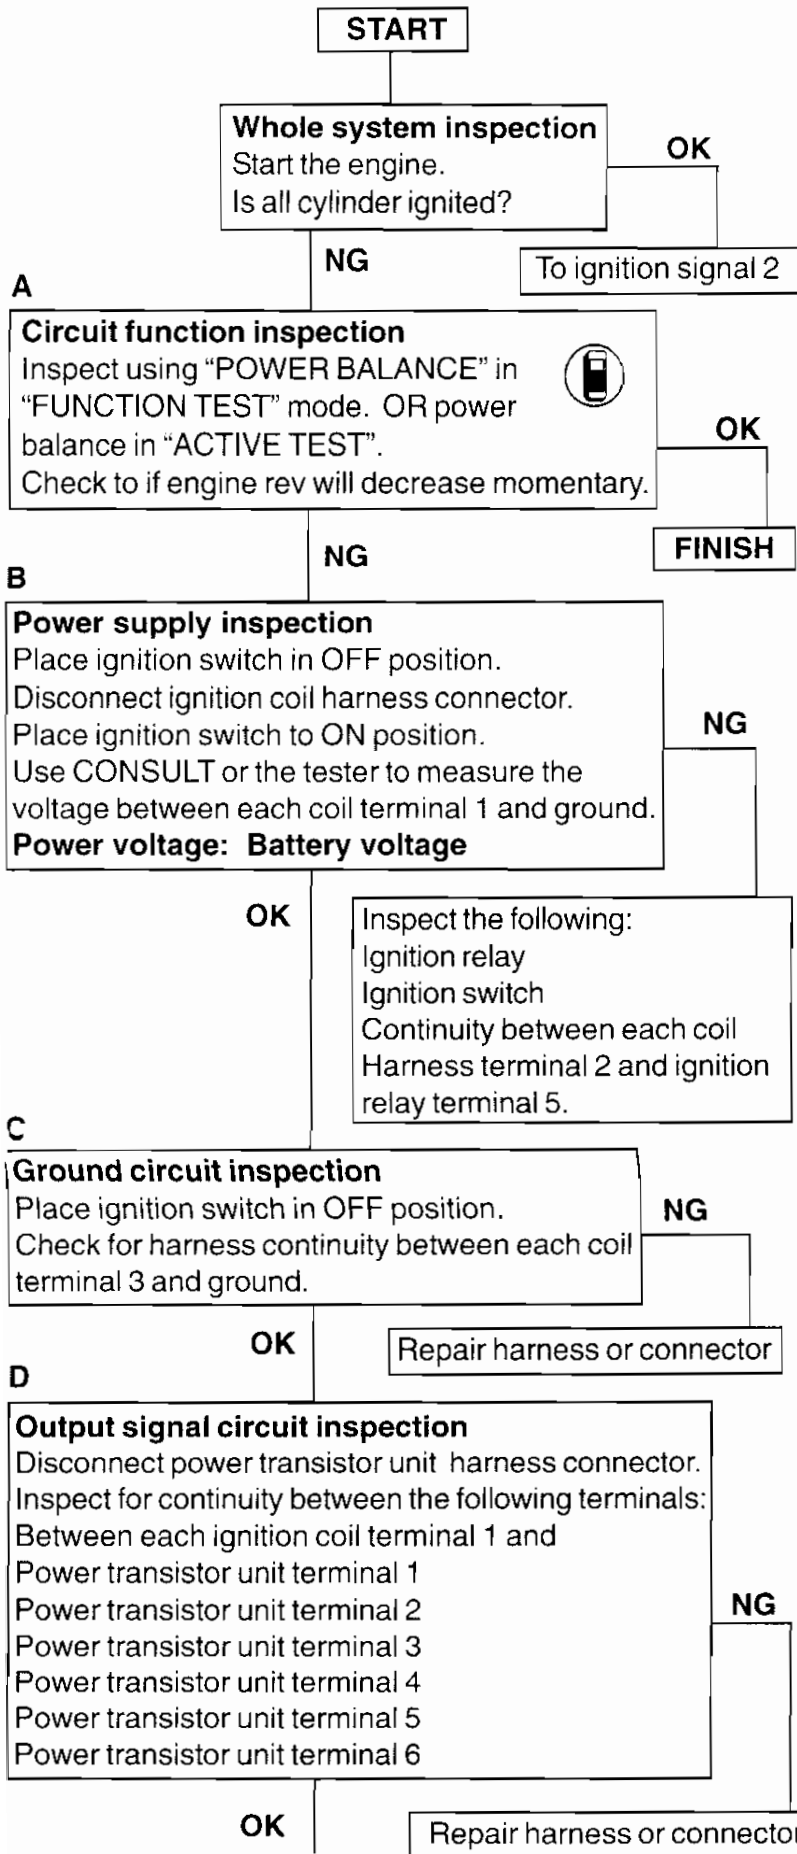 START
Whole system inspection
Start the engine.
Is all cylinder ignited?
OK
To ignition signal 2
NG
A
Circuit function inspection
Inspect using “POWER BALANCE” in
“FUNCTION TEST” mode. OR power
balance in “ACTIVE TEST”.
Check to if engine rev will decrease momentary.
OK
FINISH
NG
B
Power supply inspection
Place ignition switch in OFF position.
Disconnect ignition coil harness connector.
Place ignition switch to ON position.
Use CONSULT or the tester to measure the
voltage between each coil terminal 1 and ground.
Power voltage: Battery voltage
NG
OK
Inspect the following:
Ignition relay
Ignition switch
Continuity between each coil
Harness terminal 2 and ignition
relay terminal 5.
C
Ground circuit inspection
Place ignition switch in OFF position.
Check for harness continuity between each coil
terminal 3 and ground.
NG
Repair harness or connector
OK
D
Output signal circuit inspection
Disconnect power transistor unit harness connector.
Inspect for continuity between the following terminals:
Between each ignition coil terminal 1 and
Power transistor unit terminal 1
Power transistor unit terminal 2
Power transistor unit terminal 3
Power transistor unit terminal 4
Power transistor unit terminal 5
Power transistor unit terminal 6
NG
OK
Repair harness or connector